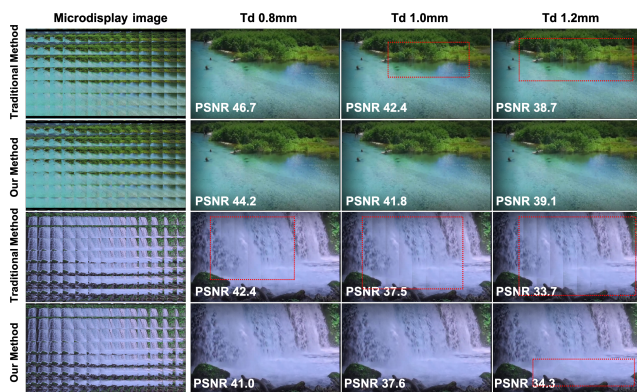 Microdisplay image Td 0.8mm Td 1.0mm Td 1.2mm
Traditional Method
PSNR 46.7 PSNR 42.4 PSNR 38.7
Our Method
PSNR 44.2 PSNR 41.8 PSNR 39.1
Traditional Method
PSNR 42.4 PSNR 37.5 PSNR 33.7
Our Method
PSNR 41.0 PSNR 37.6 PSNR 34.3